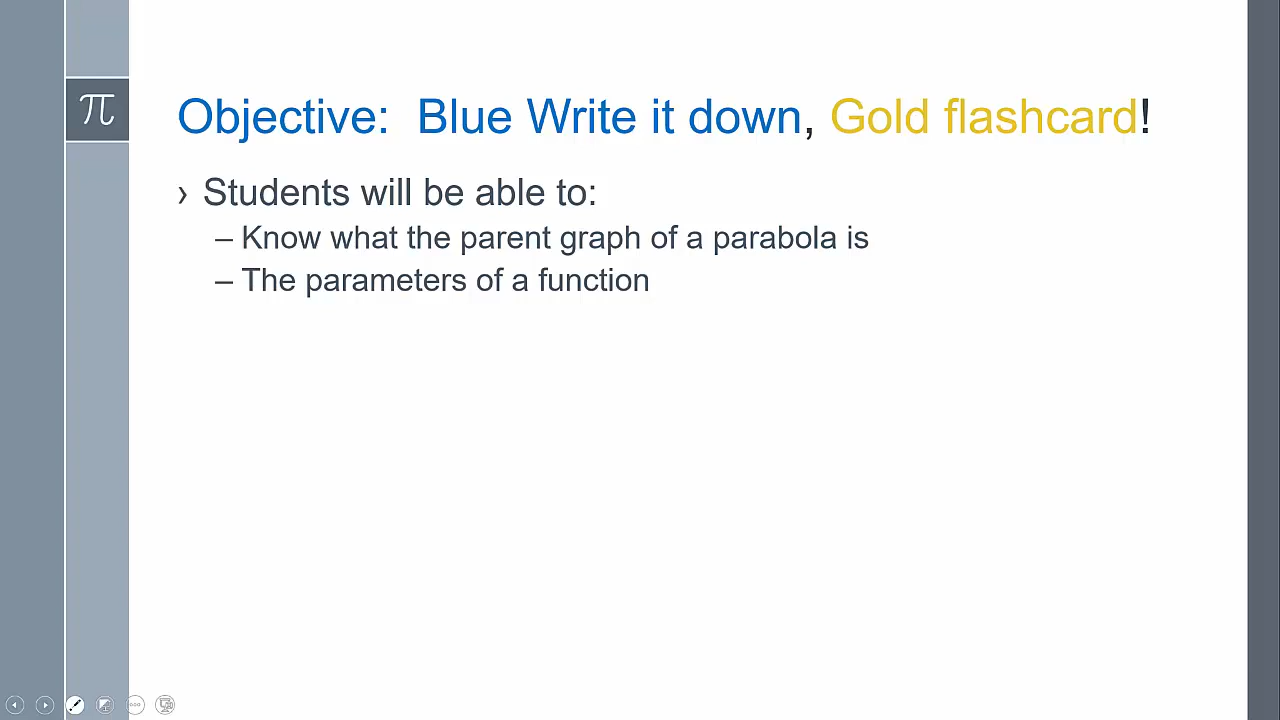 π
Objective:  Blue Write it down, Gold flashcard!
› Students will be able to:
– Know what the parent graph of a parabola is
– The parameters of a function